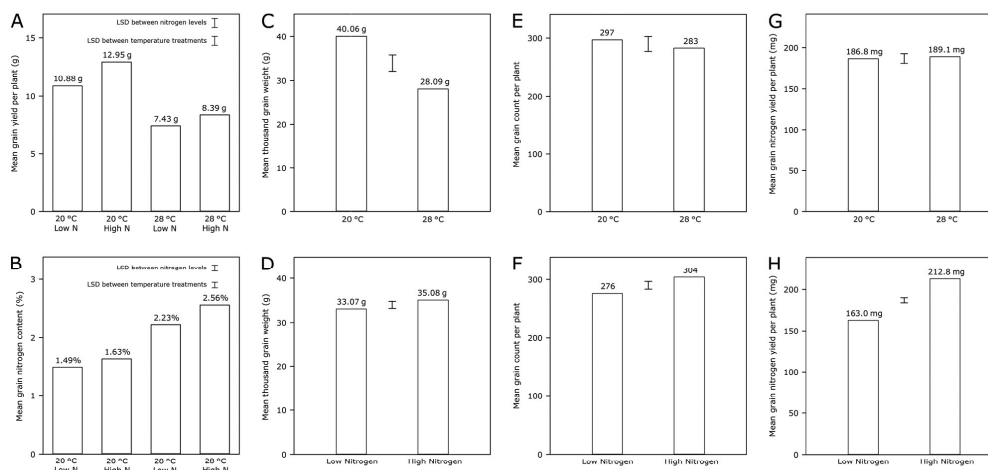 A
LSD between nitrogen levels
LSD between temperature treatments
Mean grain yield per plant (g)
15
10
5
0
10.88 g
12.95 g
7.43 g
8.39 g
20 °C 20 °C 28 °C 28 °C
Low N High N Low N High N
C
Mean thousand grain weight (g)
40
30
20
10
0
40.06 g
28.09 g
20 °C 28 °C
E
Mean grain count per plant
300
200
100
0
297
283
20 °C 28 °C
G
Mean grain nitrogen yield per plant (mg)
200
150
100
50
0
186.8 mg
189.1 mg
20 °C 28 °C
B
LSD between nitrogen levels
LSD between temperature treatments
Mean grain nitrogen content (%)
3
2
1
0
1.49%
1.63%
2.23%
2.56%
20 °C 20 °C 20 °C 20 °C
Low N High N Low N High N
D
Mean thousand grain weight (g)
40
30
20
10
0
33.07 g
35.08 g
Low Nitrogen High Nitrogen
F
Mean grain count per plant
300
200
100
0
276
304
Low Nitrogen High Nitrogen
H
Mean grain nitrogen yield per plant (mg)
200
150
100
50
0
163.0 mg
212.8 mg
Low Nitrogen High Nitrogen